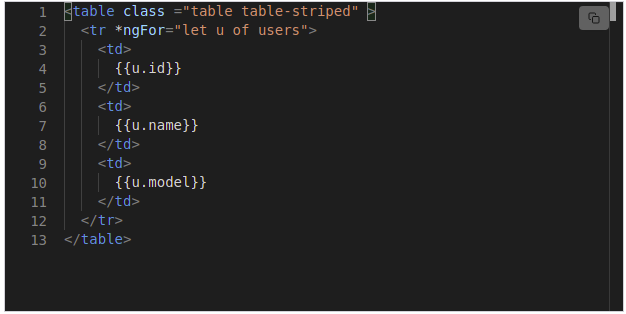 1 <table class ="table table-striped" >
2 <tr *ngFor="let u of users">
3 <td>
4 {{u.id}}
5 </td>
6 <td>
7 {{u.name}}
8 </td>
9 <td>
10 {{u.model}}
11 </td>
12 </tr>
13 </table>